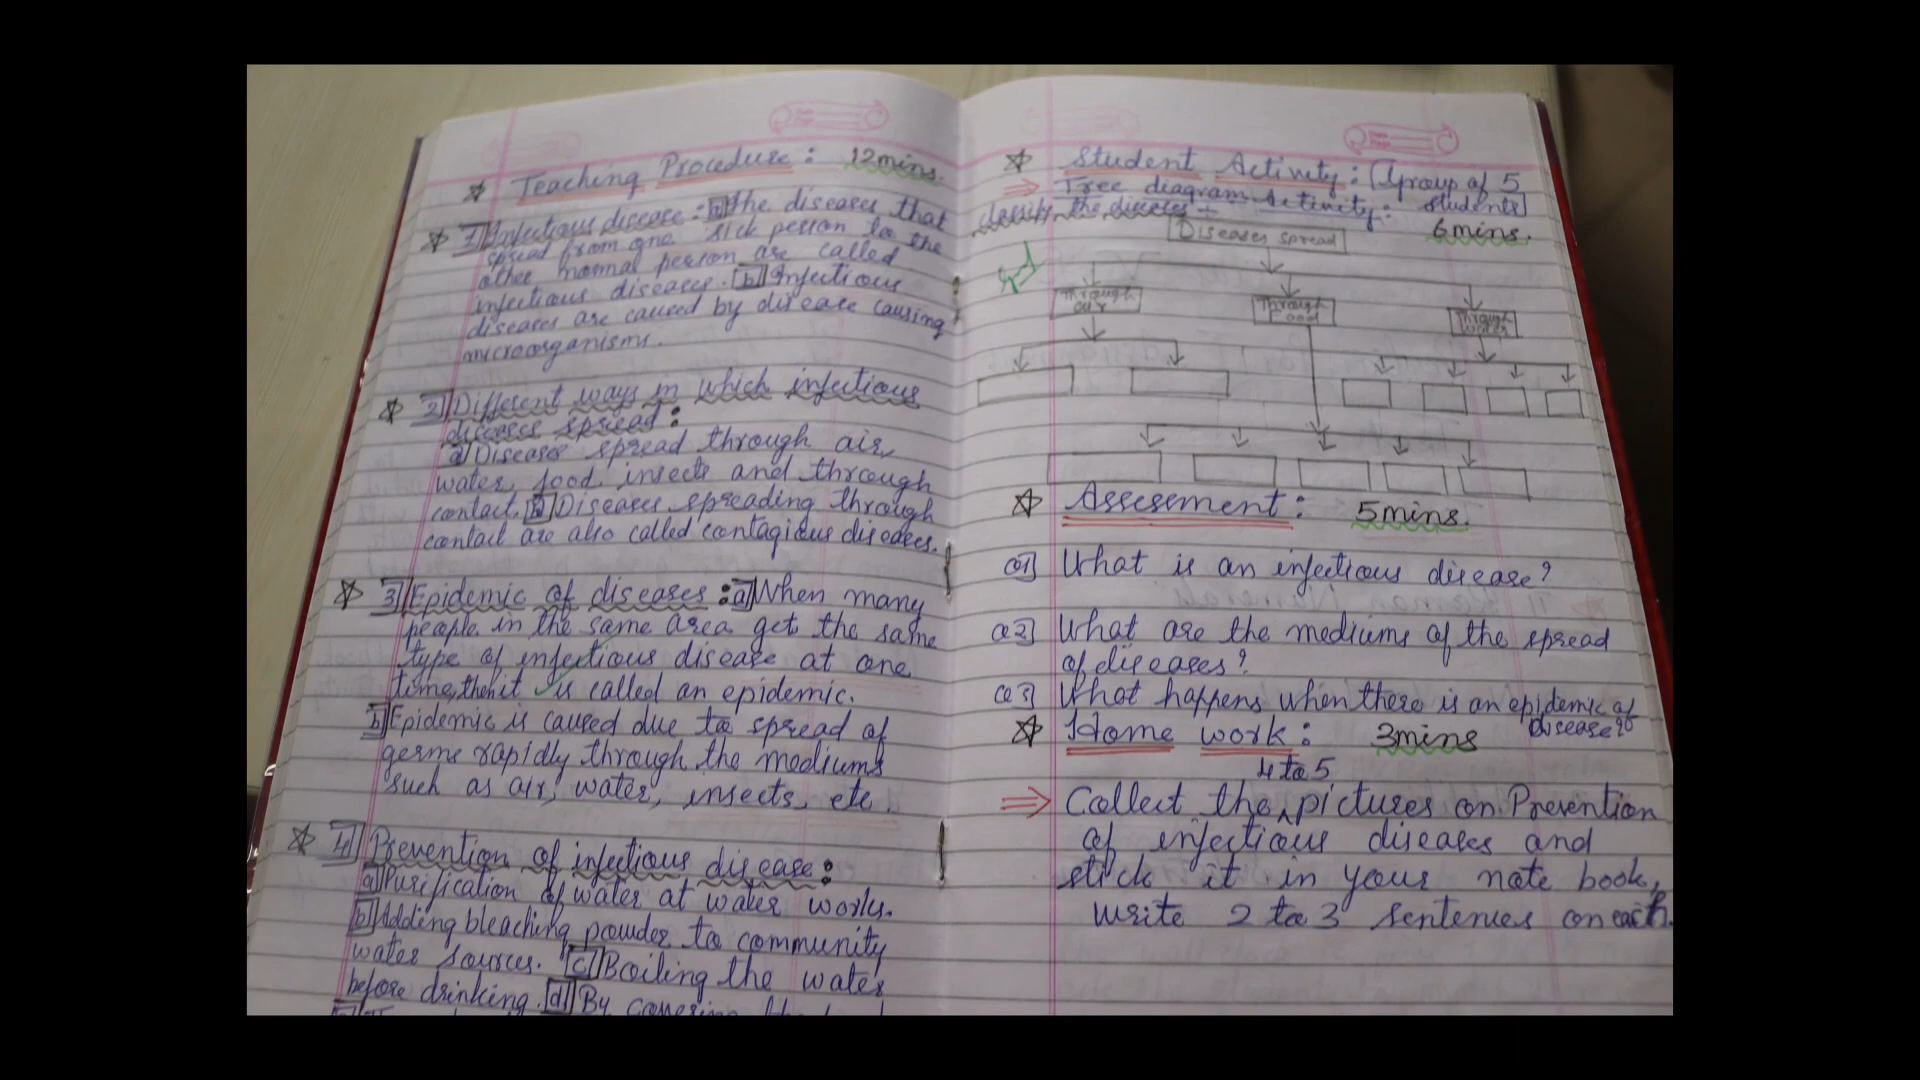 Teaching Procedure: 12mins.
1] Infectious disease: a] The diseases that
spread from one sick person to the
other normal person are called
infectious diseases. b] Infectious
diseases are caused by disease causing
microorganisms.
2] Different ways in which infectious
diseases spread:
a] Diseases spread through air,
water, food, insects and through
contact. b] Diseases spreading through
contact are also called contagious diseases.
3] Epidemic of diseases: a] When many
people in the same area get the same
type of infectious disease at one
time, then it is called an epidemic.
b] Epidemic is caused due to spread of
germs rapidly through the mediums
such as air, water, insects, etc.
4] Prevention of infectious disease:
a] Purification of water at water works.
b] Adding bleaching powder to community
water sources. c] Boiling the water
before drinking. d] By covering the
Student Activity: [Group of 5
students]
⇒ Tree diagram Activity:
6mins.
classify the diseases:-
Diseases spread
Through
air
Through
Food
Through
water
Assesement: 5mins.
Q1] What is an infectious disease?
Q2] What are the mediums of the spread
of diseases?
Q3] What happens when there is an epidemic of
disease?
Home work: 3mins
4 to 5
⇒ Collect the pictures on Prevention
of infectious diseases and
stick it in your note book,
write 2 to 3 sentences on each.